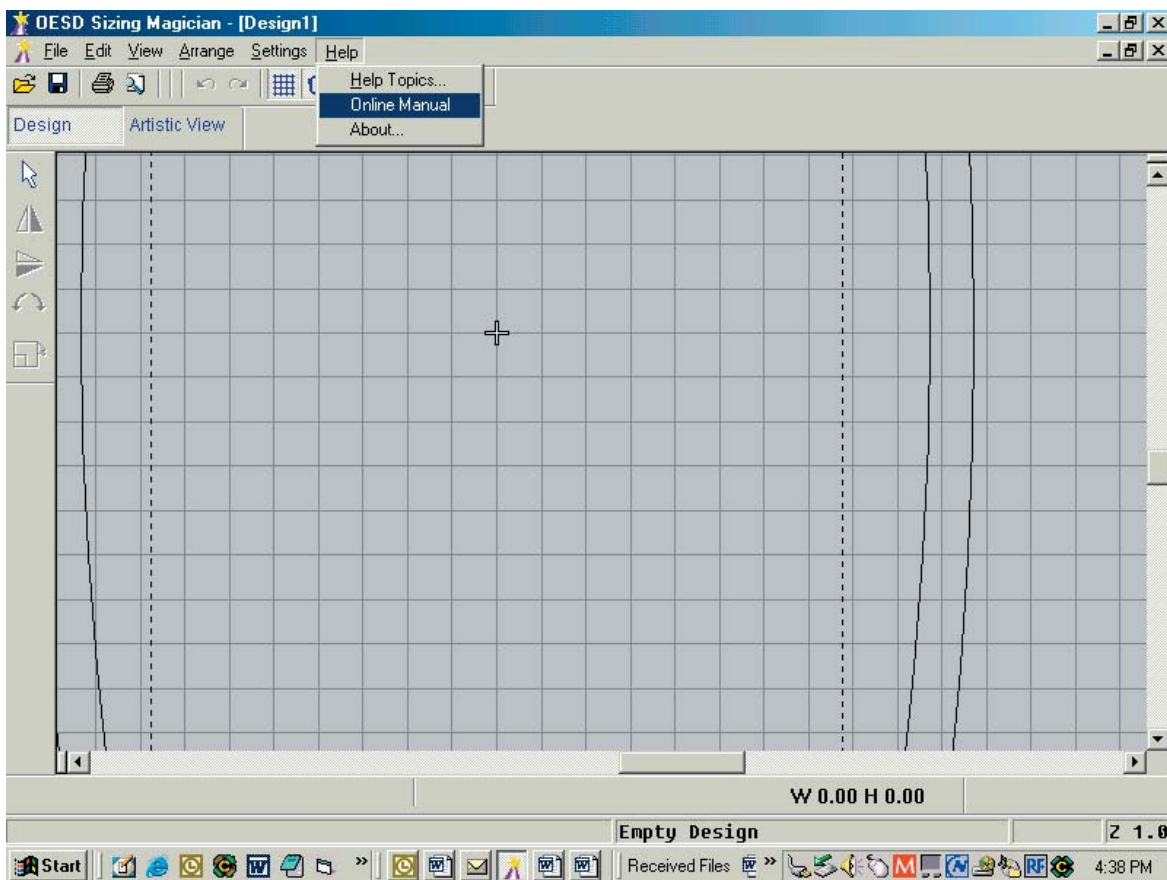 OESD Sizing Magician - [Design1]
File Edit View Arrange Settings Help
Help Topics...
Online Manual
About...
Design Artistic View
W 0.00 H 0.00
Empty Design Z 1.0
Start » Received Files » M RF 4:38 PM